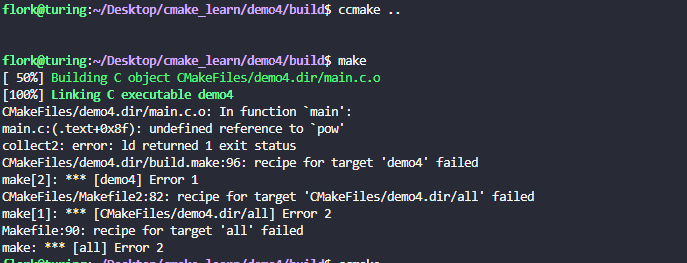 flork@turing:~/Desktop/cmake_learn/demo4/build$ ccmake ..
flork@turing:~/Desktop/cmake_learn/demo4/build$ make
[ 50%] Building C object CMakeFiles/demo4.dir/main.c.o
[100%] Linking C executable demo4
CMakeFiles/demo4.dir/main.c.o: In function `main':
main.c:(.text+0x8f): undefined reference to `pow'
collect2: error: ld returned 1 exit status
CMakeFiles/demo4.dir/build.make:96: recipe for target 'demo4' failed
make[2]: *** [demo4] Error 1
CMakeFiles/Makefile2:82: recipe for target 'CMakeFiles/demo4.dir/all' failed
make[1]: *** [CMakeFiles/demo4.dir/all] Error 2
Makefile:90: recipe for target 'all' failed
make: *** [all] Error 2